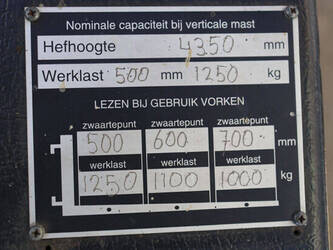 Nominale capaciteit bij verticale mast
Hefhoogte 4350 mm
Werklast 500 mm 1250 kg
LEZEN BIJ GEBRUIK VORKEN
zwaartepunt zwaartepunt zwaartepunt
500 600 700 mm
werklast werklast werklast
1250 1100 1000 kg